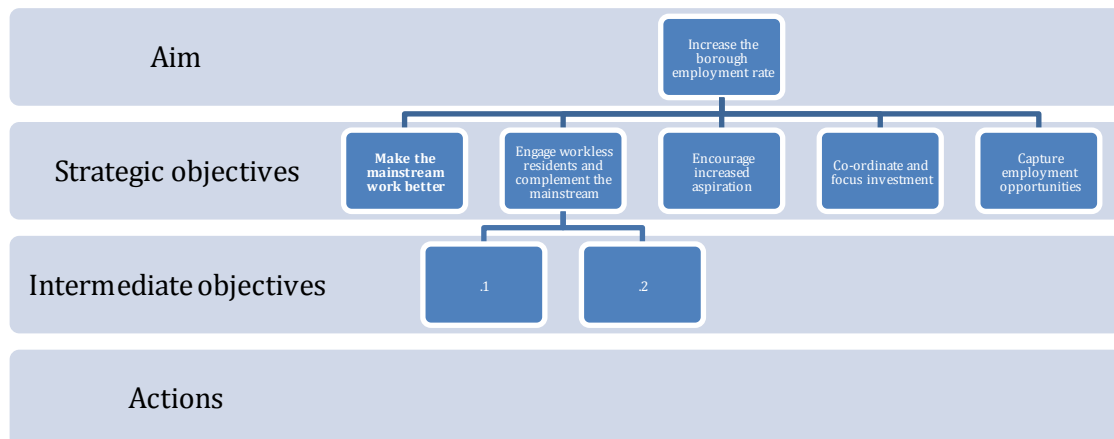 Aim
Increase the
borough
employment rate
Strategic objectives
Make the
mainstream
work better
Engage workless
residents and
complement the
mainstream
Encourage
increased
aspiration
Co-ordinate and
focus investment
Capture
employment
opportunities
Intermediate objectives
.1
.2
Actions